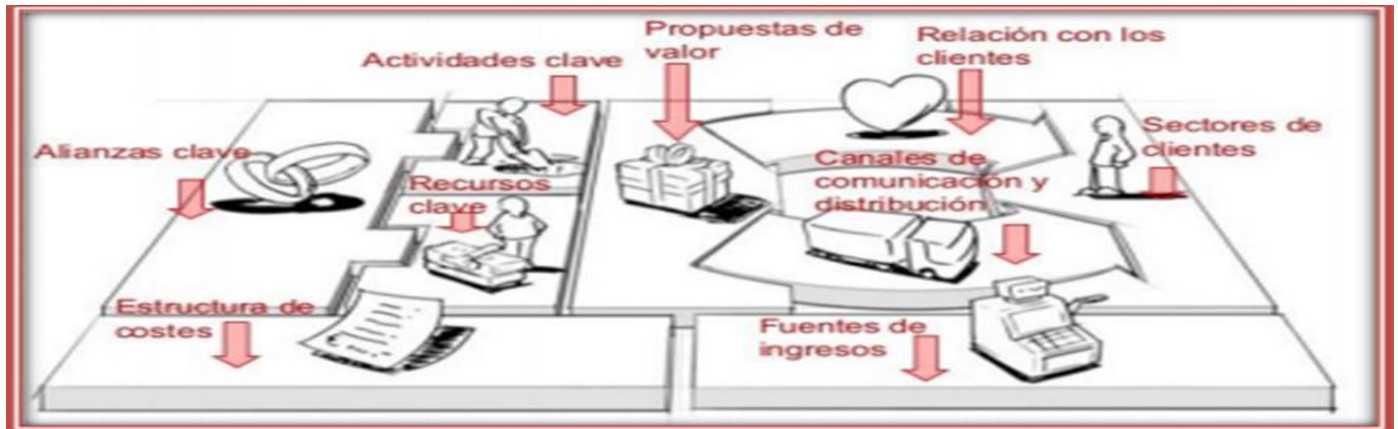 Propuestas de
valor
Relación con los
clientes
Actividades clave
Alianzas clave
Sectores de
clientes
Canales de
comunicación y
distribución
Recursos
clave
Estructura de
costes
Fuentes de
ingresos